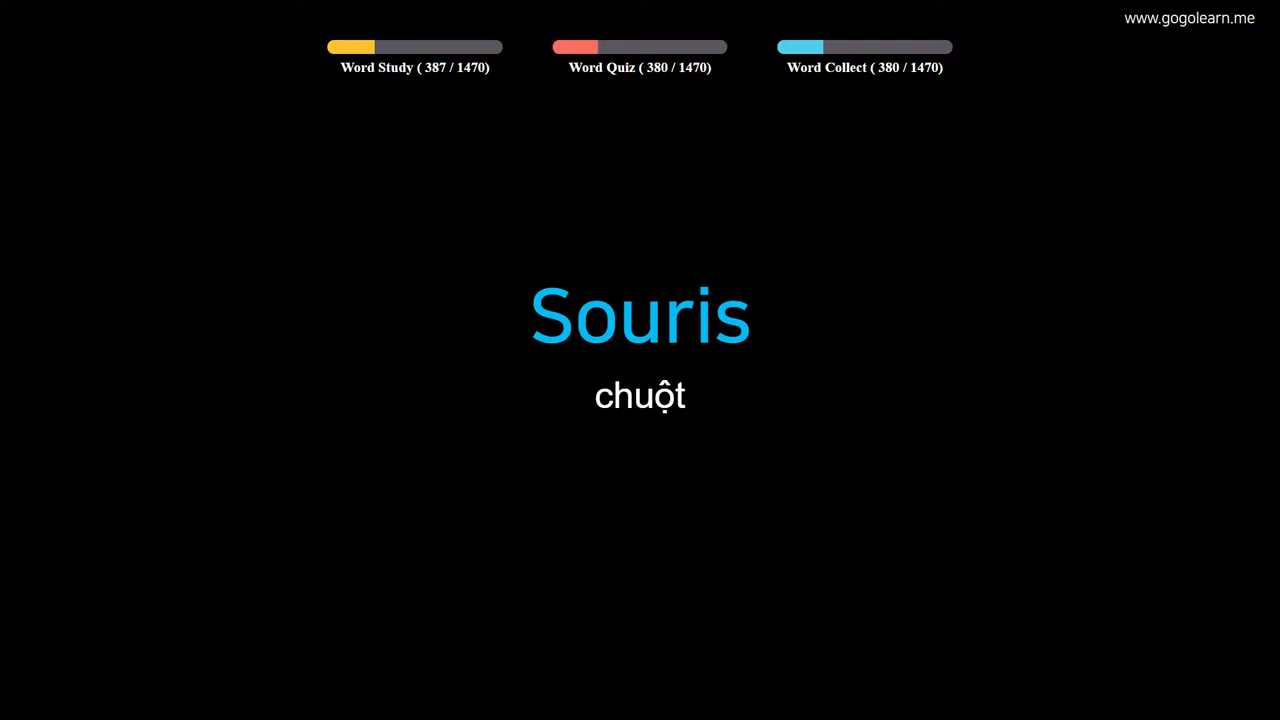 www.gogolearn.me
Word Study ( 387 / 1470)
Word Quiz ( 380 / 1470)
Word Collect ( 380 / 1470)
Souris
chuột